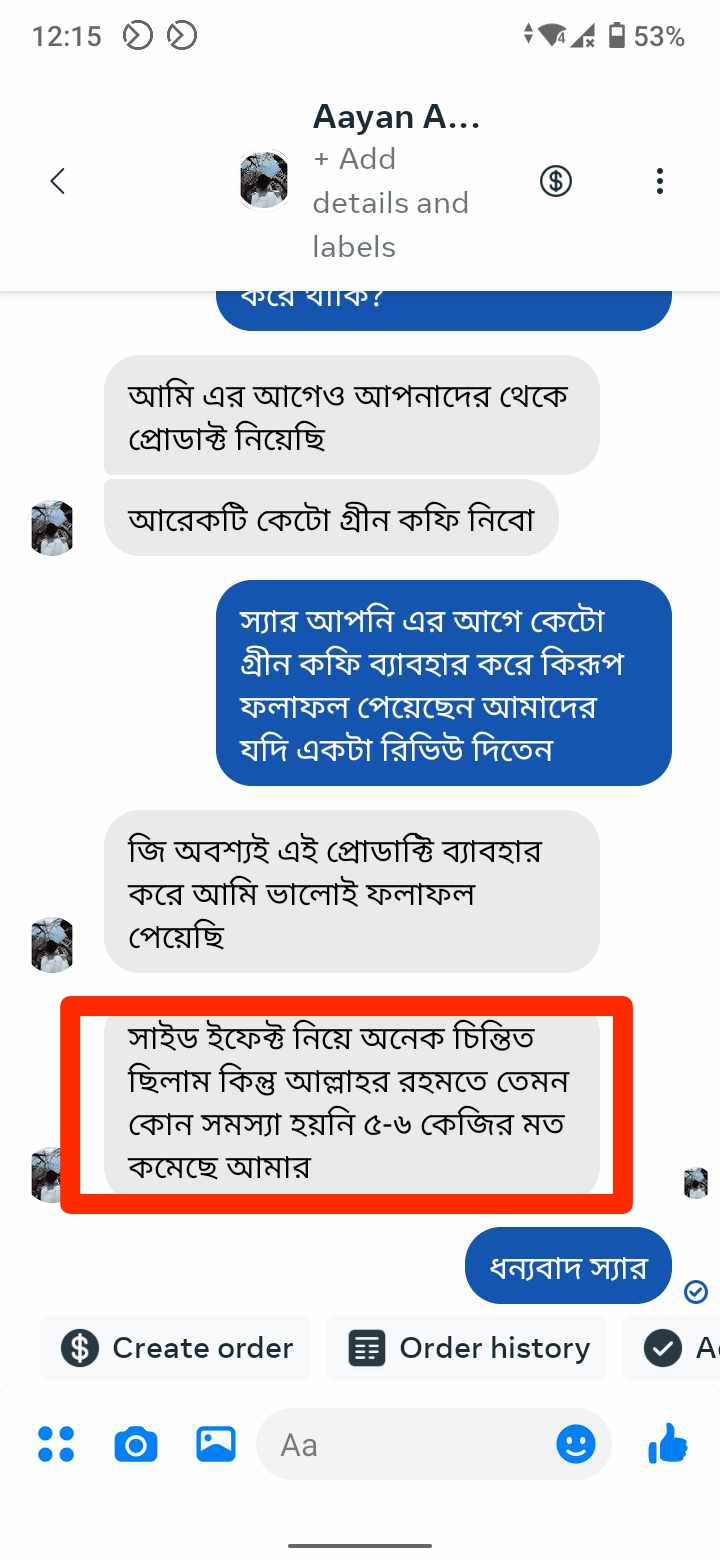 12:15
4
53%
Aayan A...
+ Add
details and
labels
করে থাকি?
আমি এর আগেও আপনাদের থেকে
প্রোডাক্ট নিয়েছি
আরেকটি কেটো গ্রীন কফি নিবো
স্যার আপনি এর আগে কেটো
গ্রীন কফি ব্যাবহার করে কিরূপ
ফলাফল পেয়েছেন আমাদের
যদি একটা রিভিউ দিতেন
জি অবশ্যই এই প্রোডাক্টি ব্যাবহার
করে আমি ভালোই ফলাফল
পেয়েছি
সাইড ইফেক্ট নিয়ে অনেক চিন্তিত
ছিলাম কিন্তু আল্লাহর রহমতে তেমন
কোন সমস্যা হয়নি ৫-৬ কেজির মত
কমেছে আমার
ধন্যবাদ স্যার
Create order
Order history
Aa